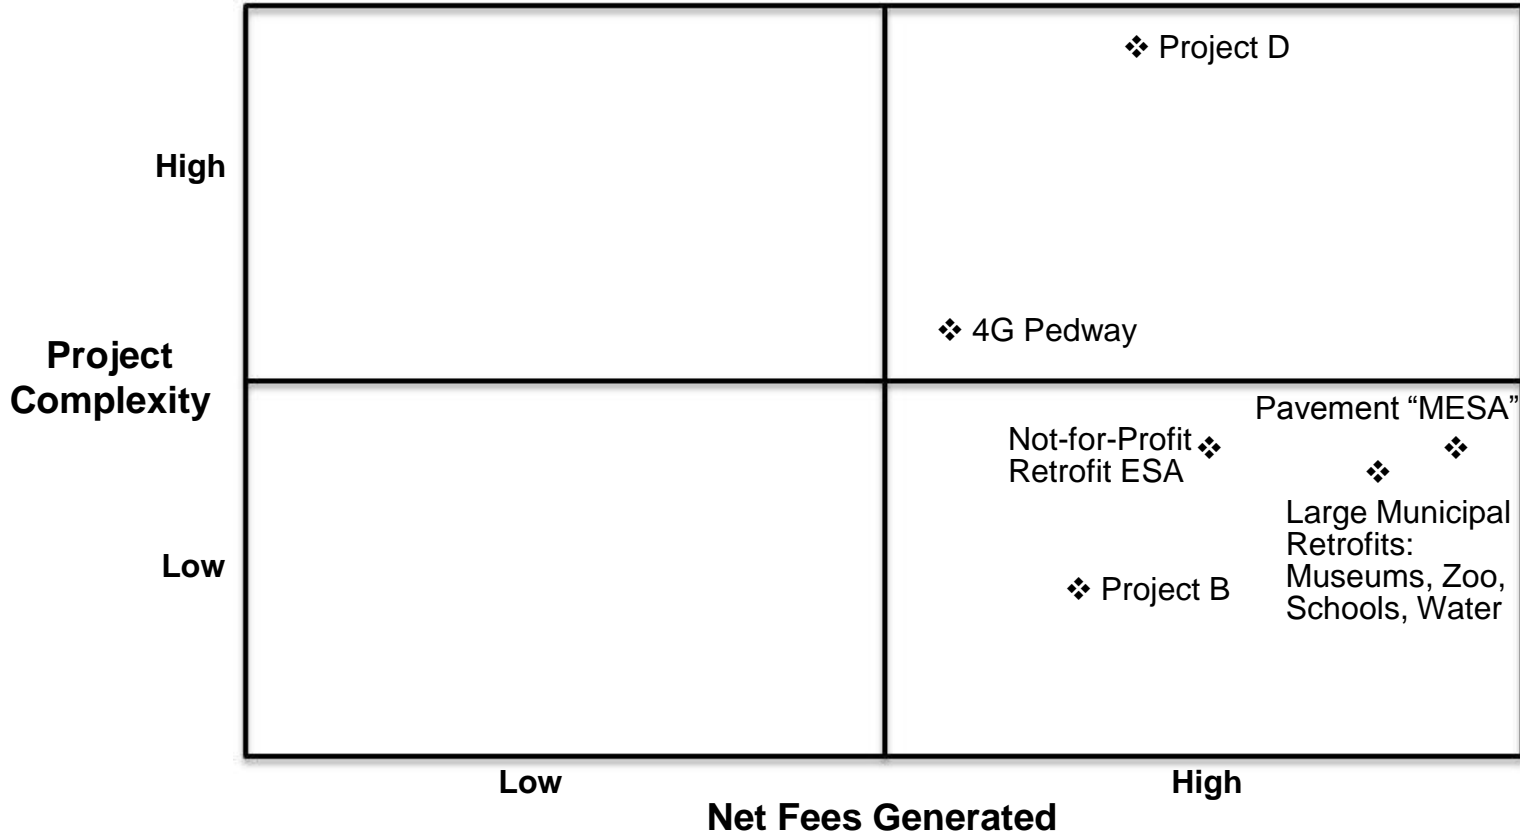 ❖ Project D
High
❖ 4G Pedway
Project
Complexity
Pavement “MESA”
Not-for-Profit
Retrofit ESA
Large Municipal
Retrofits:
Museums, Zoo,
Schools, Water
Low
❖ Project B
Low
High
Net Fees Generated